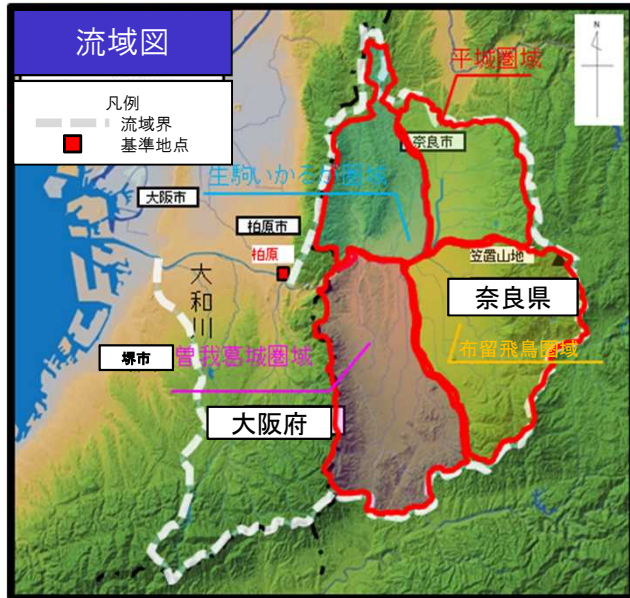 流域図
凡例
流域界
基準地点
N
平城圏域
奈良市
生駒いかるが圏域
大阪市
柏原市
柏原
笠置山地
大和川
奈良県
堺市
曽我葛城圏域
布留飛鳥圏域
大阪府